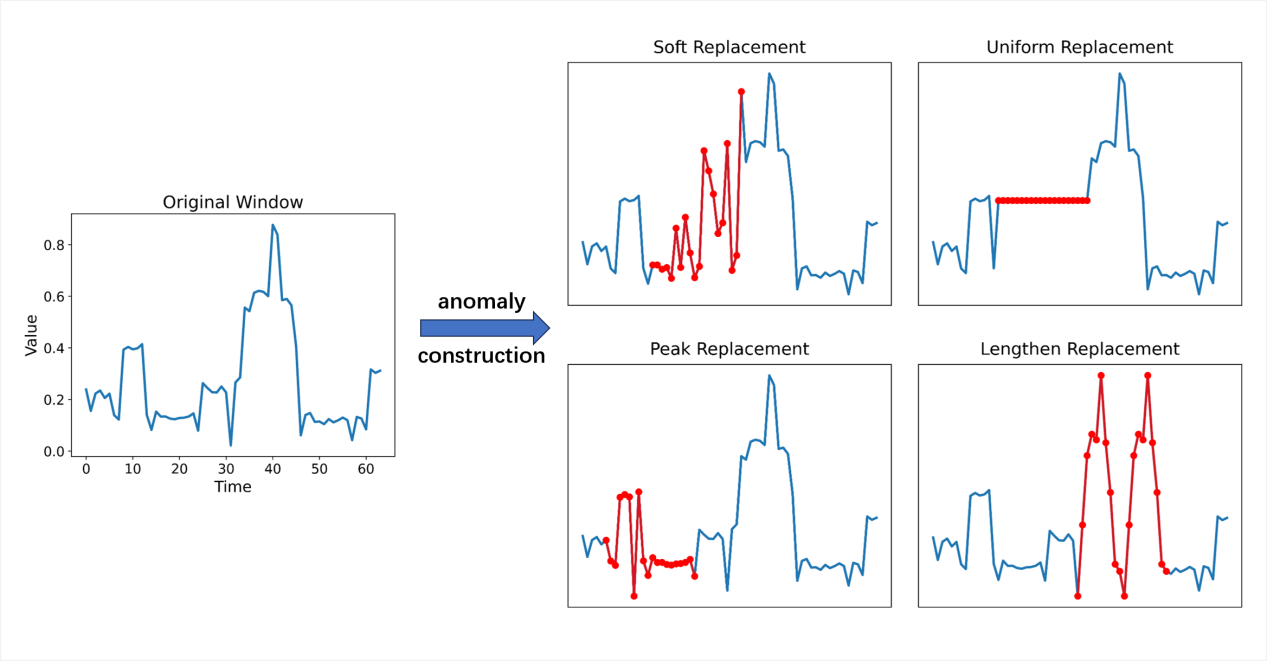 Original Window
Value
0.8
0.6
0.4
0.2
0.0
0 10 20 30 40 50 60
Time
anomaly
construction
Soft Replacement
Uniform Replacement
Peak Replacement
Lengthen Replacement